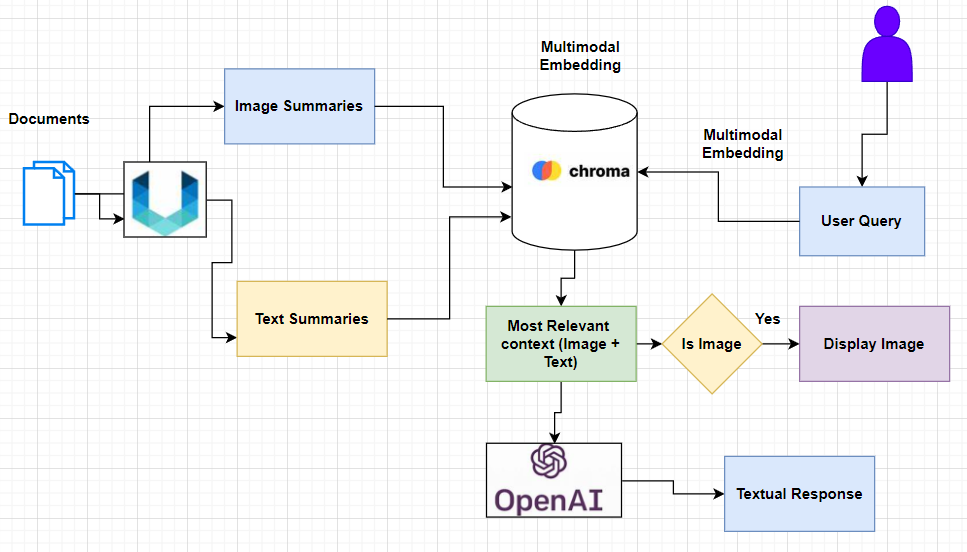 Multimodal
Embedding
Image Summaries
Documents
chroma
Multimodal
Embedding
User Query
Text Summaries
Most Relevant
context (Image +
Text)
Is Image
Yes
Display Image
OpenAI
Textual Response